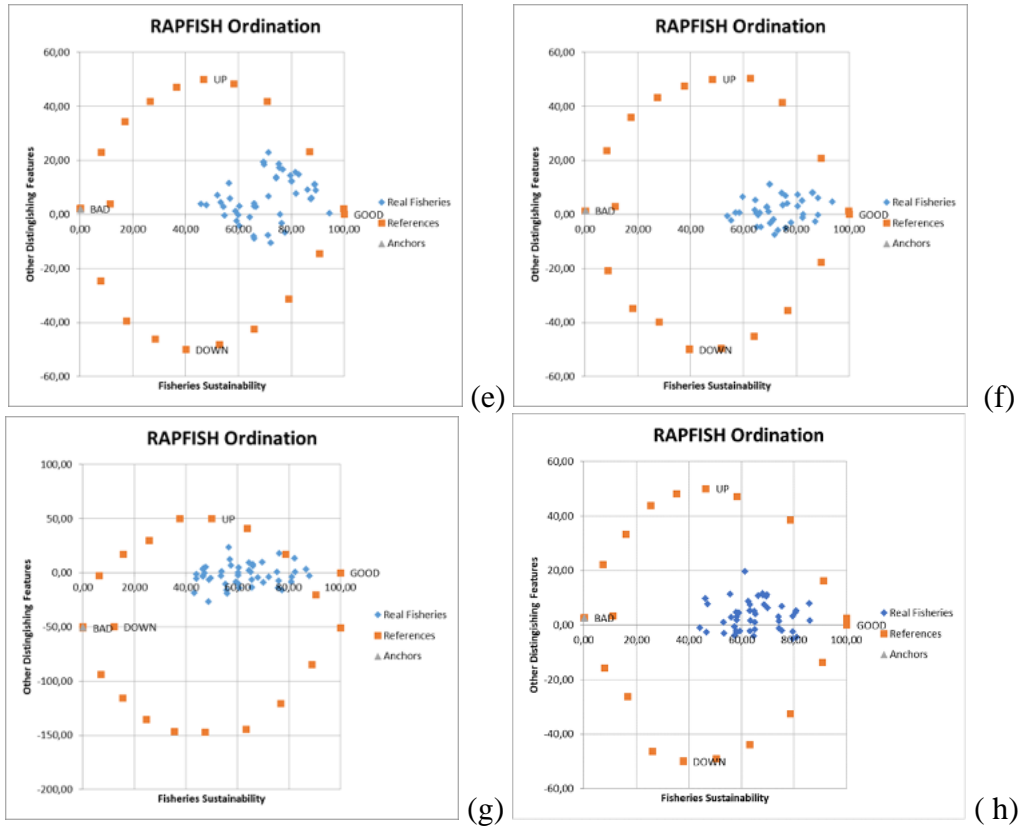 RAPFISH Ordination
60,00
40,00
20,00
0,00
-20,00
-40,00
-60,00
Other Distingishing Features
UP
BAD
GOOD
DOWN
0,00 20,00 40,00 60,00 80,00 100,00
Fisheries Sustainability
Real Fisheries
References
Anchors
(e)
RAPFISH Ordination
60,00
40,00
20,00
0,00
-20,00
-40,00
-60,00
Other Distingishing Features
UP
BAD
GOOD
DOWN
0,00 20,00 40,00 60,00 80,00 100,00
Fisheries Sustainability
Real Fisheries
References
Anchors
(f)
RAPFISH Ordination
100,00
50,00
0,00
-50,00
-100,00
-150,00
-200,00
Other Distingishing Features
UP
GOOD
0,00 20,00 40,00 60,00 80,00 100,00
BAD DOWN
Fisheries Sustainability
Real Fisheries
References
Anchors
(g)
RAPFISH Ordination
60,00
40,00
20,00
0,00
-20,00
-40,00
-60,00
Other Distingishing Features
UP
BAD
GOOD
DOWN
0,00 20,00 40,00 60,00 80,00 100,00
Fisheries Sustainability
Real Fisheries
References
Anchors
( h)